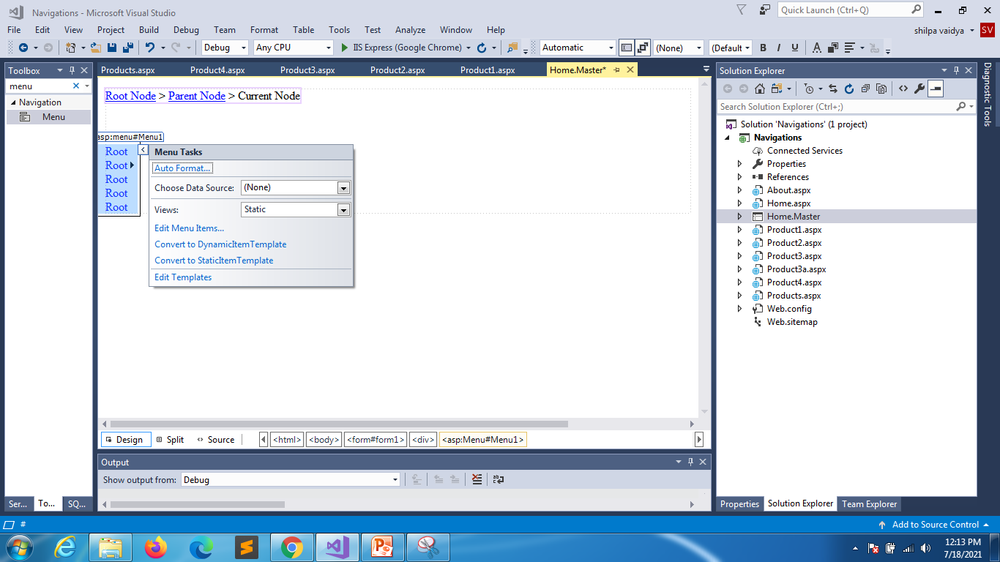 Navigations - Microsoft Visual Studio
Quick Launch (Ctrl+Q)
File Edit View Project Build Debug Team Format Table Tools Test Analyze Window Help
shilpa vaidya SV
Debug Any CPU IIS Express (Google Chrome) Automatic (None) (Default B I U A
Toolbox
menu
Navigation
Menu
Products.aspx Product4.aspx Product3.aspx Product2.aspx Product1.aspx Home.Master*
Root Node > Parent Node > Current Node
asp:menu#Menu1
Root
Root
Root
Root
Root
Menu Tasks
Auto Format...
Choose Data Source: (None)
Views: Static
Edit Menu Items...
Convert to DynamicItemTemplate
Convert to StaticItemTemplate
Edit Templates
Design Split Source <html> <body> <form#form1> <div> <asp:Menu#Menu1>
Output
Show output from: Debug
Ser... To... SQ...
Solution Explorer
Search Solution Explorer (Ctrl+;)
Solution 'Navigations' (1 project)
Navigations
Connected Services
Properties
References
About.aspx
Home.aspx
Home.Master
Product1.aspx
Product2.aspx
Product3.aspx
Product3a.aspx
Product4.aspx
Products.aspx
Web.config
Web.sitemap
Properties Solution Explorer Team Explorer
Diagnostic Tools
#
Add to Source Control
12:13 PM
7/18/2021